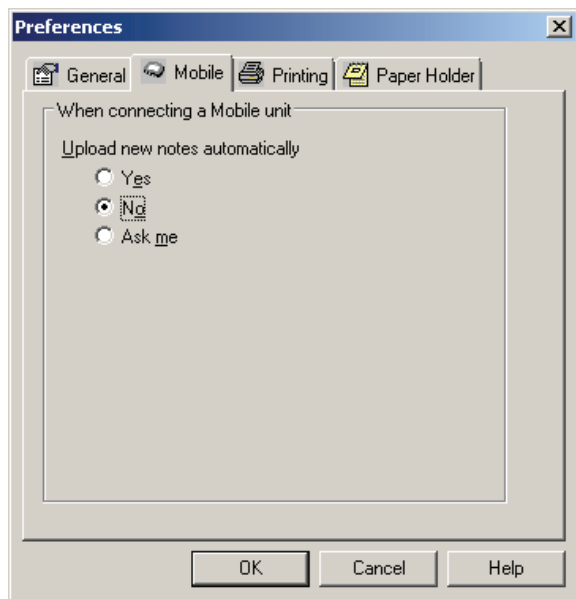 Preferences
General Mobile Printing Paper Holder
When connecting a Mobile unit
Upload new notes automatically
Yes
No
Ask me
OK Cancel Help